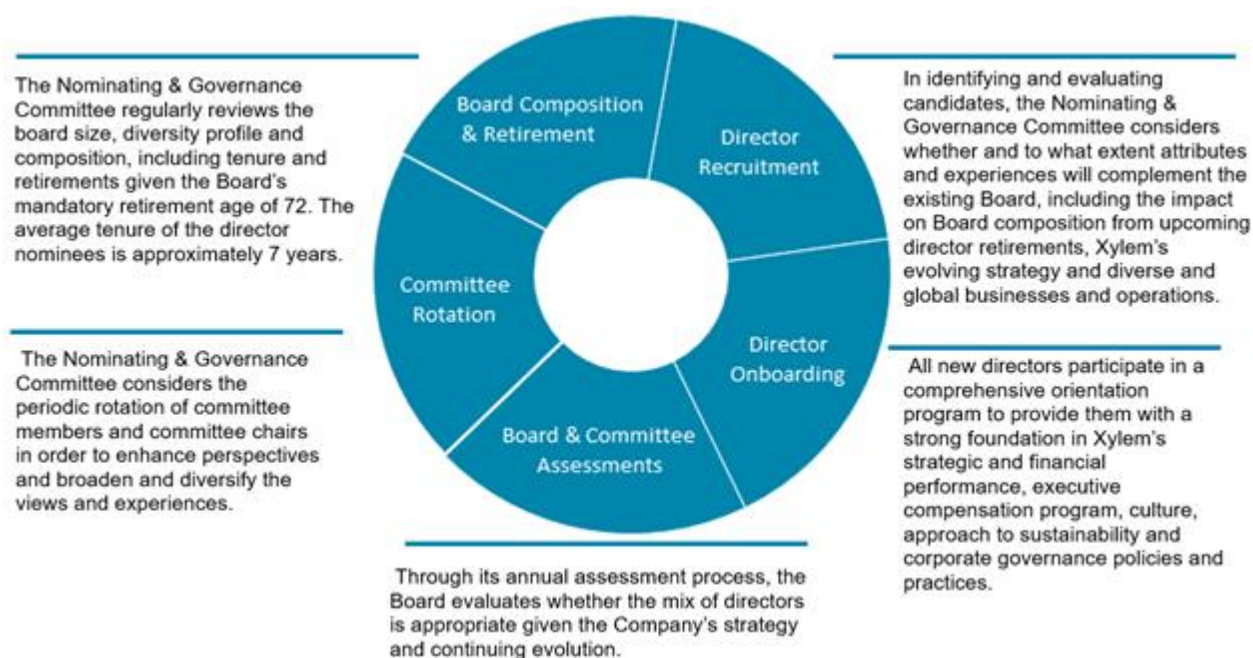 The Nominating & Governance
Committee regularly reviews the
board size, diversity profile and
composition, including tenure and
retirements given the Board's
mandatory retirement age of 72. The
average tenure of the director
nominees is approximately 7 years.
The Nominating & Governance
Committee considers the
periodic rotation of committee
members and committee chairs
in order to enhance perspectives
and broaden and diversify the
views and experiences.
Board Composition
& Retirement
Director
Recruitment
Committee
Rotation
Director
Onboarding
Board & Committee
Assessments
In identifying and evaluating
candidates, the Nominating &
Governance Committee considers
whether and to what extent attributes
and experiences will complement the
existing Board, including the impact
on Board composition from upcoming
director retirements, Xylem's
evolving strategy and diverse and
global businesses and operations.
All new directors participate in a
comprehensive orientation
program to provide them with a
strong foundation in Xylem's
strategic and financial
performance, executive
compensation program, culture,
approach to sustainability and
corporate governance policies and
practices.
Through its annual assessment process, the
Board evaluates whether the mix of directors
is appropriate given the Company's strategy
and continuing evolution.